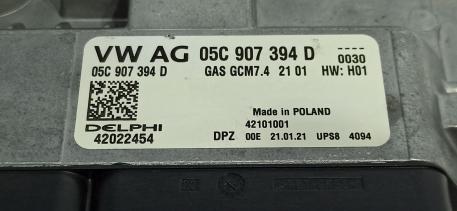 VW AG 05C 907 394 D ----
0030
05C 907 394 D GAS GCM7.4 21 01 HW: H01
Made in POLAND
42101001
DELPHI
42022454 DPZ 00E 21.01.21 UPS8 4094